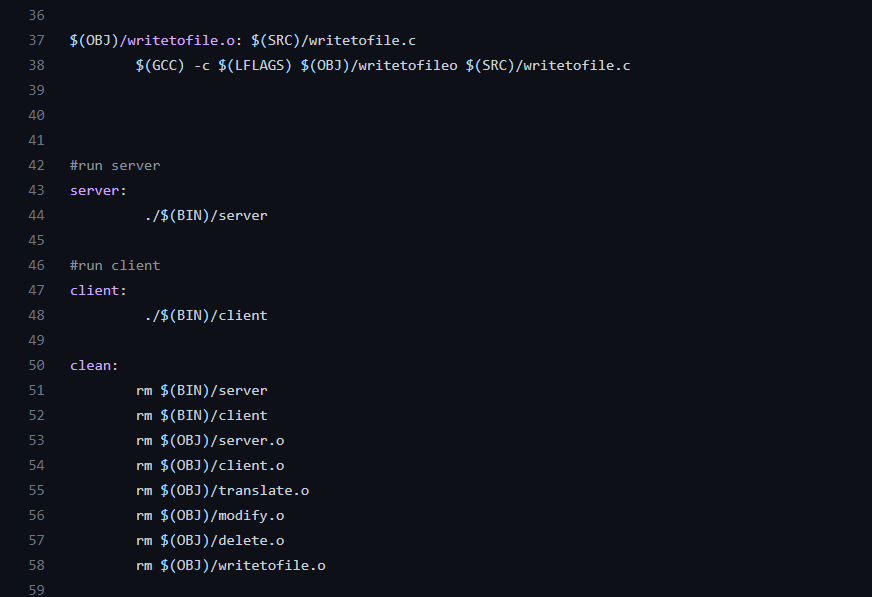 36
37 $(OBJ)/writetofile.o: $(SRC)/writetofile.c
38 $(GCC) -c $(LFLAGS) $(OBJ)/writetofileo $(SRC)/writetofile.c
39
40
41
42 #run server
43 server:
44 ./$(BIN)/server
45
46 #run client
47 client:
48 ./$(BIN)/client
49
50 clean:
51 rm $(BIN)/server
52 rm $(BIN)/client
53 rm $(OBJ)/server.o
54 rm $(OBJ)/client.o
55 rm $(OBJ)/translate.o
56 rm $(OBJ)/modify.o
57 rm $(OBJ)/delete.o
58 rm $(OBJ)/writetofile.o
59